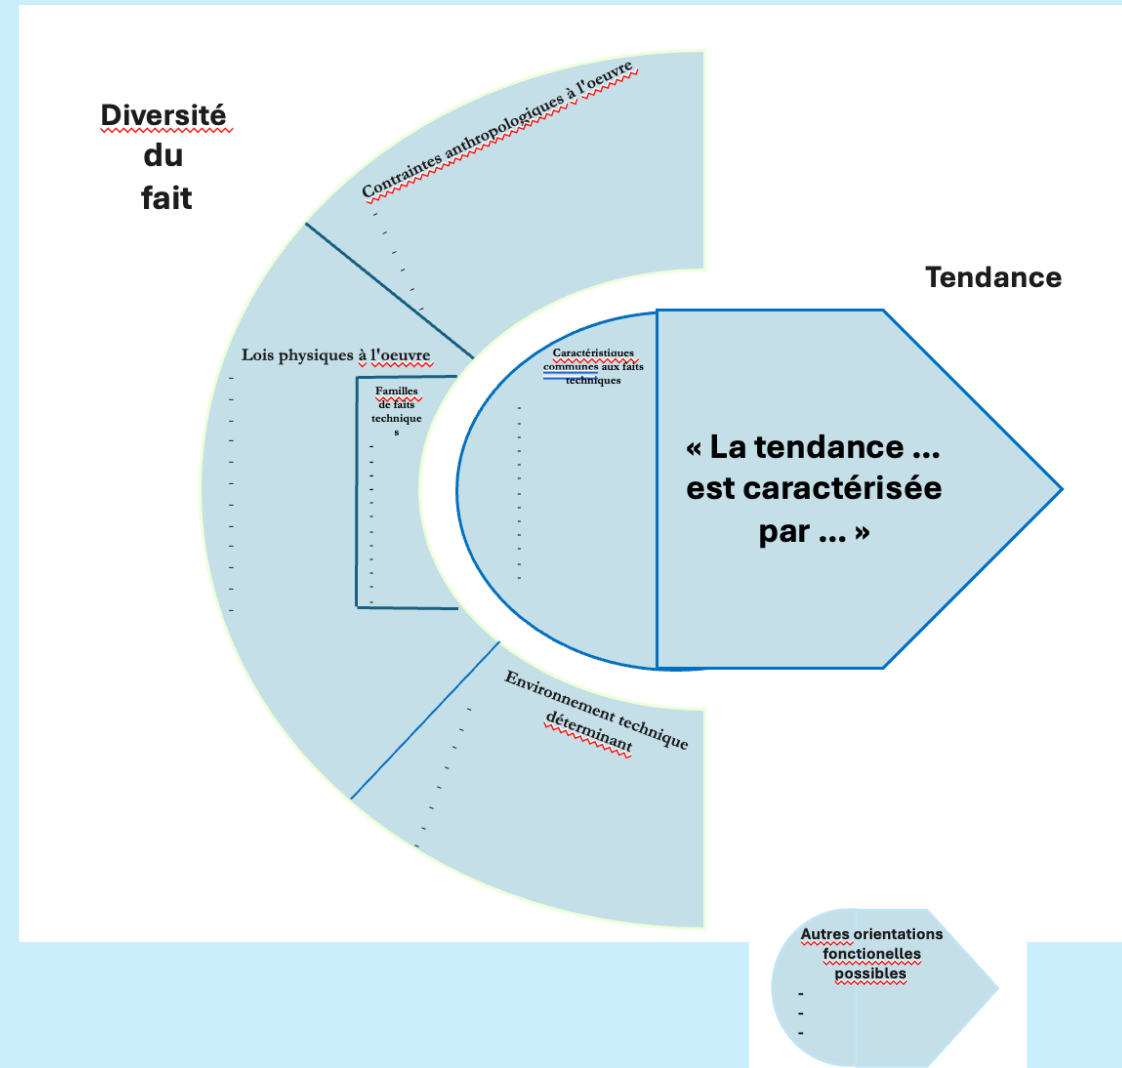 Diversité
du
fait
Contraintes anthropologiques à l'oeuvre
-
-
-
-
-
-
Lois physiques à l'oeuvre
-
-
-
-
-
-
-
-
-
-
-
-
Familles
de faits
technique
s
-
-
-
-
-
-
-
-
-
-
-
-
Caractéristiques
communes aux faits
techniques
-
-
-
-
-
-
-
-
-
-
-
-
-
Tendance
« La tendance ...
est caractérisée
par ... »
Environnement technique
déterminant
-
-
-
-
-
-
-
-
Autres orientations
fonctionelles
possibles
-
-
-